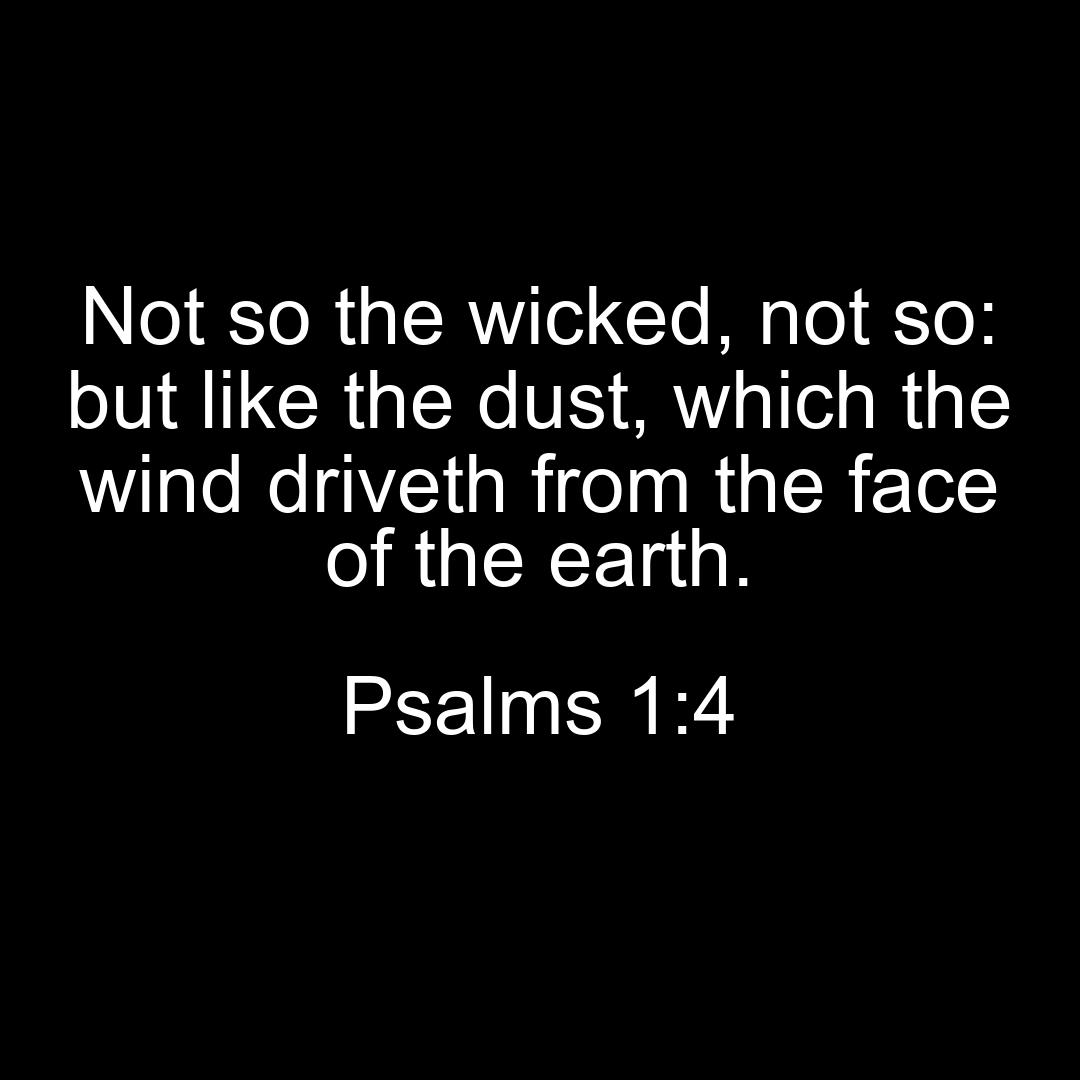 Not so the wicked, not so:
but like the dust, which the
wind driveth from the face
of the earth.
Psalms 1:4